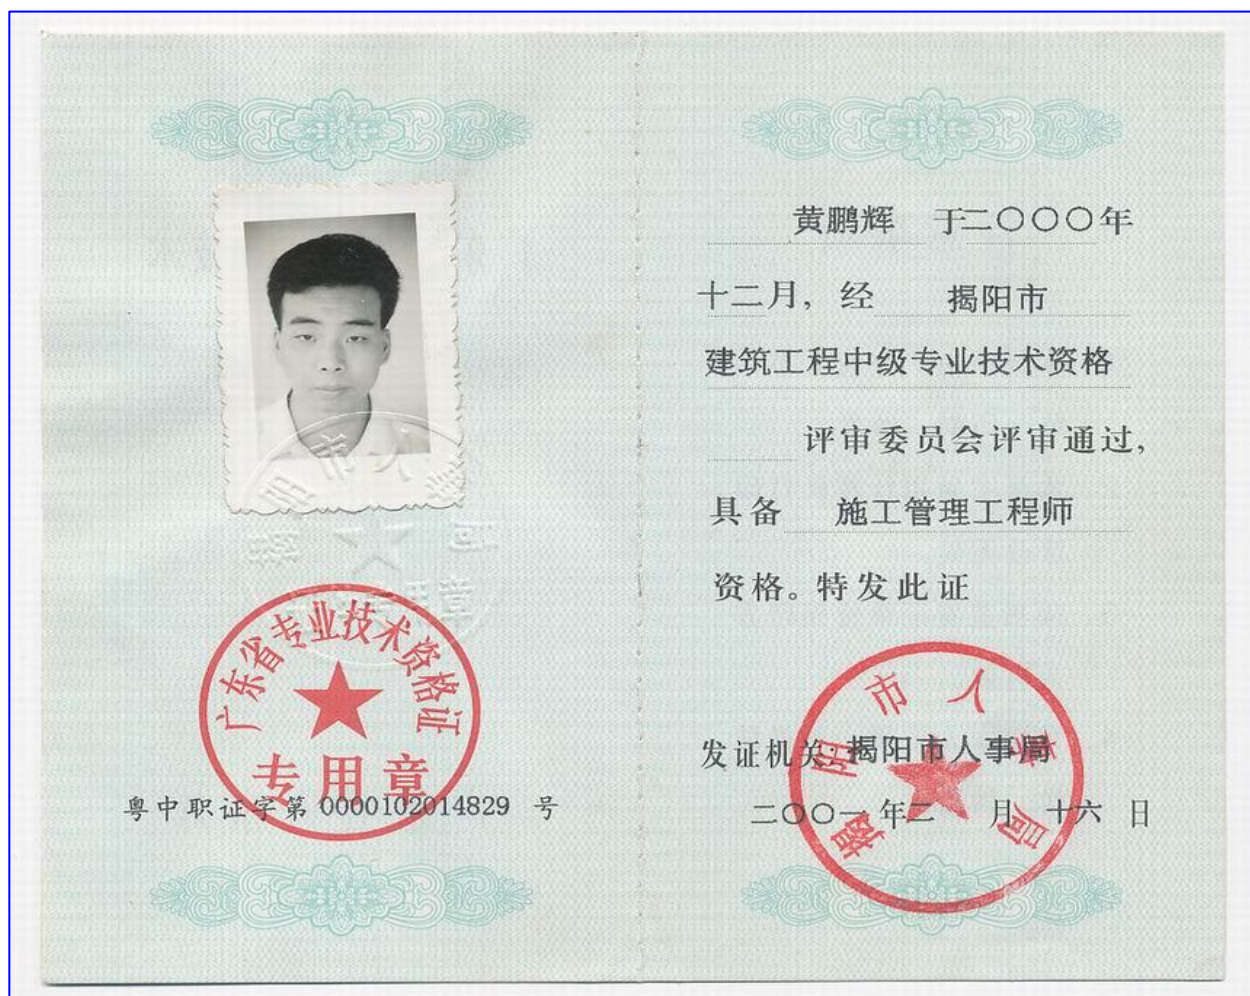 广东省专业技术资格证
专用章
粤中职证字第 0000102014829 号
黄鹏辉 于二〇〇〇年
十二月，经 揭阳市
建筑工程中级专业技术资格
评审委员会评审通过，
具备 施工管理工程师
资格。特发此证
揭阳市人事局
发证机关：揭阳市人事局
二〇〇一年二月十六日